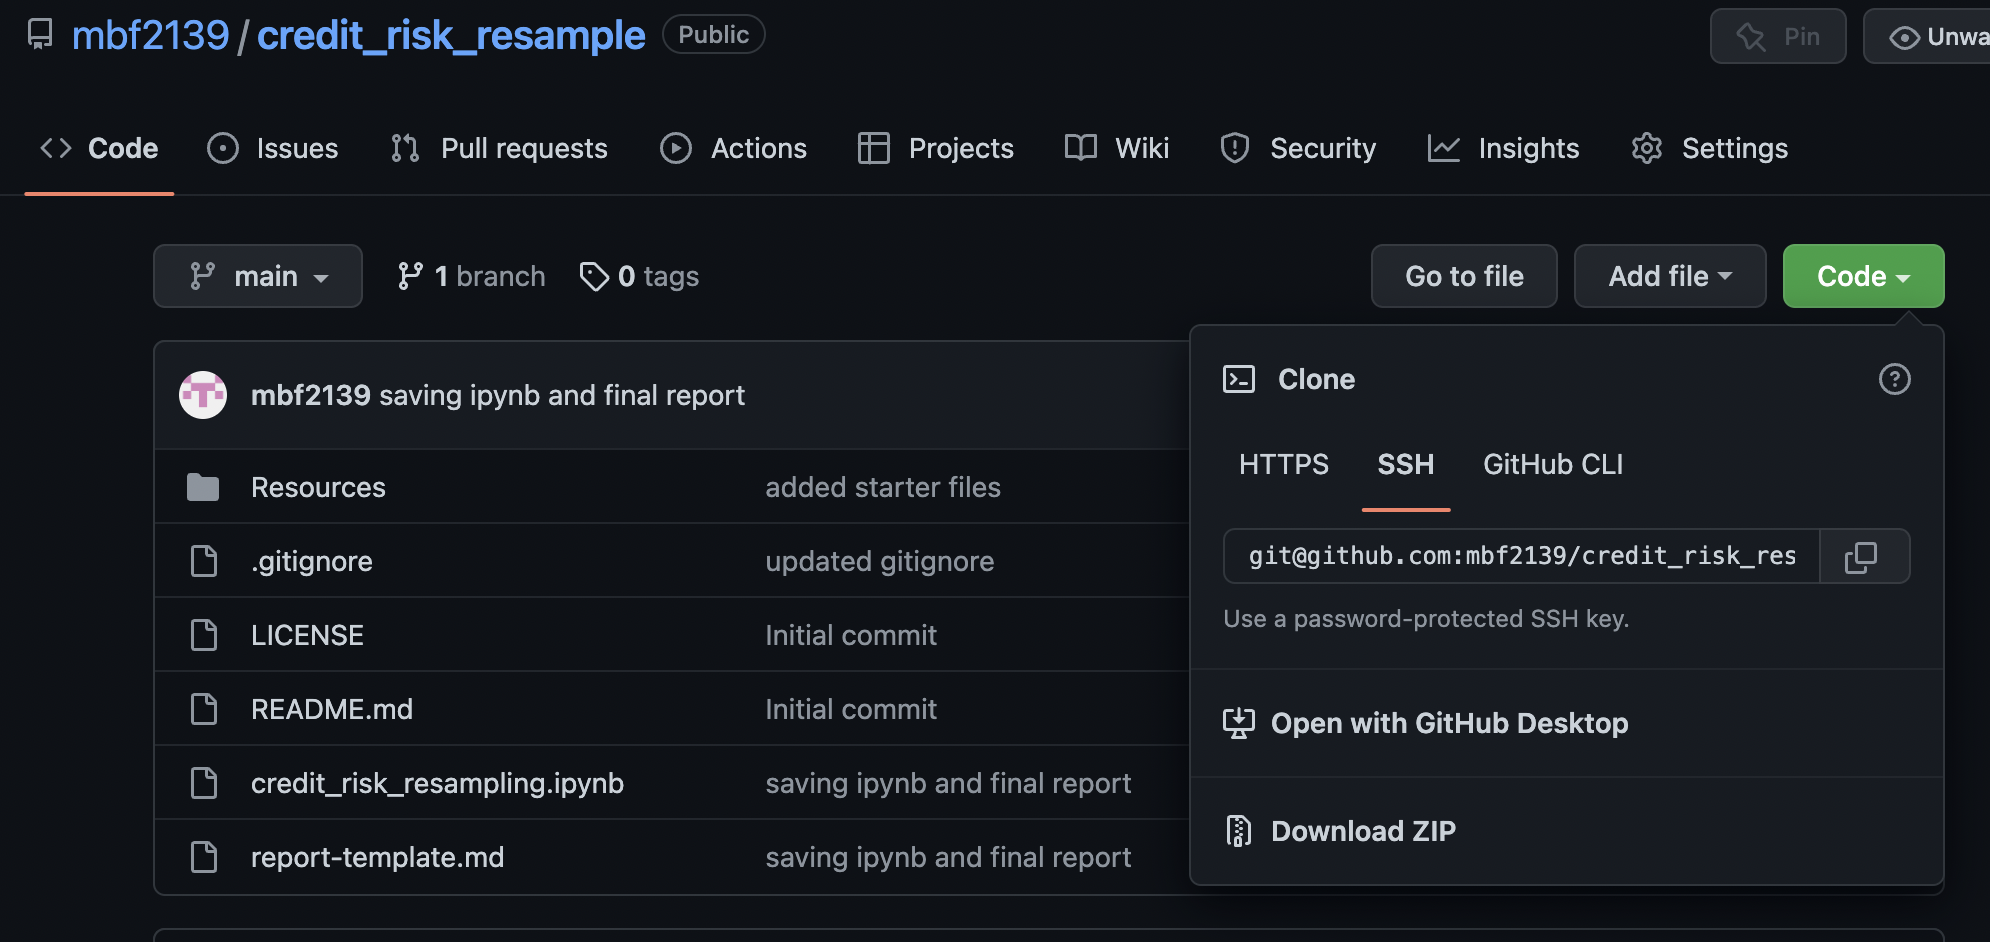 mbf2139/credit_risk_resample Public Pin Unwa
Code Issues Pull requests Actions Projects Wiki Security Insights Settings
main 1 branch 0 tags Go to file Add file Code
mbf2139 saving ipynb and final report
Resources added starter files
.gitignore updated gitignore
LICENSE Initial commit
README.md Initial commit
credit_risk_resampling.ipynb saving ipynb and final report
report-template.md saving ipynb and final report
Clone
HTTPS SSH GitHub CLI
git@github.com:mbf2139/credit_risk_res
Use a password-protected SSH key.
Open with GitHub Desktop
Download ZIP